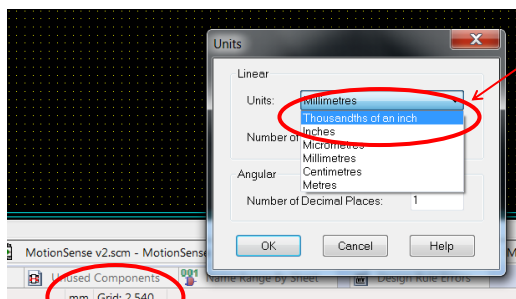 Units
Linear
Units: Millimetres
Thousandths of an inch
Inches
Number of
Micrometres
Millimetres
Centimetres
Metres
Angular
Number of Decimal Places: 1
OK Cancel Help
MotionSense v2.scm - MotionSense
Unused Components Name Range by Sheet Design Rule Errors
mm Grid: 2.540